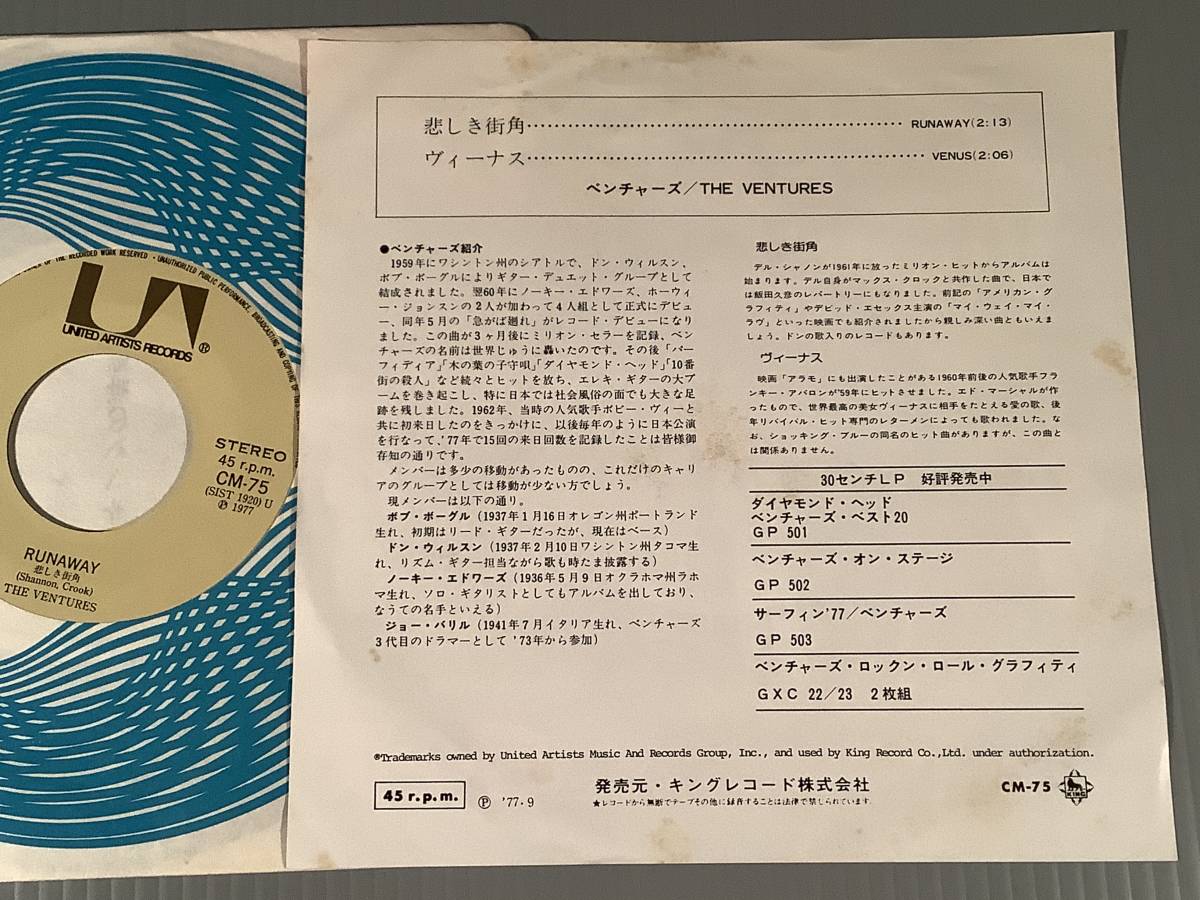 悲しき街角 RUNAWAY(2:13)
ヴィーナス VENUS(2:06)
ベンチャーズ／THE VENTURES
●ベンチャーズ紹介
1959年にワシントン州のシアトルで、ドン・ウィルスン、
ボブ・ボーグルによりギター・デュエット・グループとして
結成されました。翌60年にノーキー・エドワーズ、ホーウィ
ー・ジョンスンの2人が加わって4人組として正式にデビュ
ー、同年5月の「急がば廻れ」がレコード・デビューになり
ました。この曲が3ヶ月後にミリオン・セラーを記録、ベン
チャーズの名前は世界じゅうに轟いたのです。その後「パー
フィディア」「木の葉の子守唄」「ダイヤモンド・ヘッド」「10番
街の殺人」など続々とヒットを放ち、エレキ・ギターの大ブ
ームを巻き起こし、特に日本では社会風俗の面でも大きな足
跡を残しました。1962年、当時の人気歌手ボビー・ヴィーと
共に初来日したのをきっかけに、以後毎年のように日本公演
を行なって、'77年で15回の来日回数を記録したことは皆様御
存知の通りです。
メンバーは多少の移動があったものの、これだけのキャリ
アのグループとしては移動が少ない方でしょう。
現メンバーは以下の通り。
ボブ・ボーグル（1937年1月16日オレゴン州ポートランド
生れ、初期はリード・ギターだったが、現在はベース）
ドン・ウィルスン（1937年2月10日ワシントン州タコマ生
れ、リズム・ギター担当ながら歌も時たま披露する）
ノーキー・エドワーズ（1936年5月9日オクラホマ州ラホ
マ生れ、ソロ・ギタリストとしてもアルバムを出しており、
なうての名手といえる）
ジョー・バリル（1941年7月イタリア生れ、ベンチャーズ
3代目のドラマーとして'73年から参加）
悲しき街角
デル・シャノンが1961年に放ったミリオン・ヒットからアルバムは
始まります。デル自身がマックス・クロックと共作した曲で、日本で
は飯田久彦のレパートリーにもなりました。前記の「アメリカン・グ
ラフィティ」やデビッド・エセックス主演の「マイ・ウェイ・マイ・
ラヴ」といった映画でも紹介されましたから親しみ深い曲ともいえま
しょう。ドンの歌入りのレコードもあります。
ヴィーナス
映画「アラモ」にも出演したことがある1960年前後の人気歌手フラ
ンキー・アバロンが'59年にヒットさせました。エド・マーシャルが作
ったもので、世界最高の美女ヴィーナスに相手をたとえる愛の歌、後
年リバイバル・ヒット専門のレターメンによっても歌われました。な
お、ショッキング・ブルーの同名のヒット曲がありますが、この曲と
は関係ありません。
30センチLP 好評発売中
ダイヤモンド・ヘッド
ベンチャーズ・ベスト20
GP 501
ベンチャーズ・オン・ステージ
GP 502
サーフィン'77／ベンチャーズ
GP 503
ベンチャーズ・ロックン・ロール・グラフィティ
GXC 22／23 2枚組
®Trademarks owned by United Artists Music And Records Group, Inc., and used by King Record Co.,Ltd. under authorization.
45 r.p.m. ℗ '77・9 発売元・キングレコード株式会社 CM-75 KING
★レコードから無断でテープその他に録音することは法律で禁じられています。
OF THE RECORDED WORK RESERVED・UNAUTHORIZED PUBLIC PERFORMANCE, BROADCASTING AND COPYING OF THIS
UA
UNITED ARTISTS RECORDS ®
STEREO
45 r.p.m.
CM-75
(SIST 1920) U
℗ 1977
RUNAWAY
悲しき街角
(Shannon, Crook)
THE VENTURES